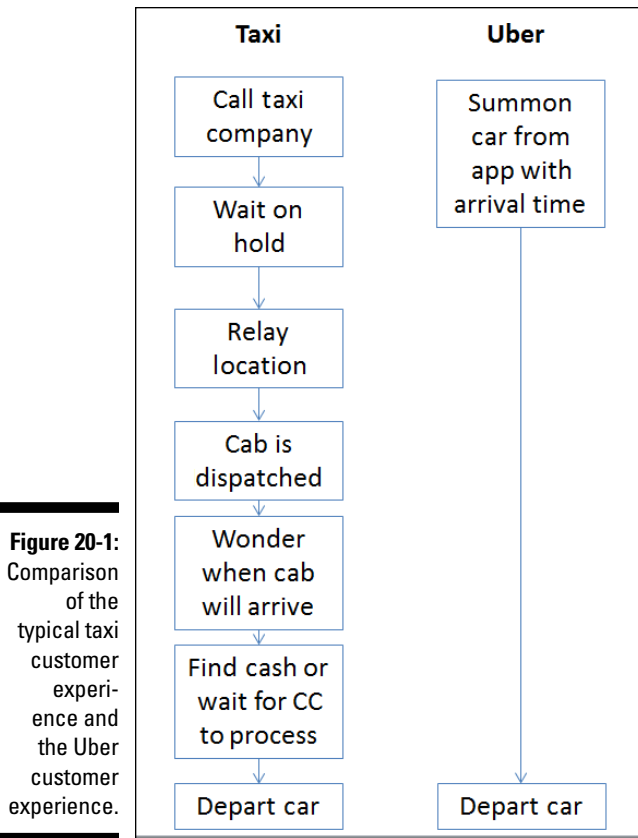 Taxi
Call taxi
company
Wait on
hold
Relay
location
Cab is
dispatched
Wonder
when cab
will arrive
Find cash or
wait for CC
to process
Depart car
Uber
Summon
car from
app with
arrival time
Depart car
Figure 20-1:
Comparison
of the
typical taxi
customer
experi-
ence and
the Uber
customer
experience.